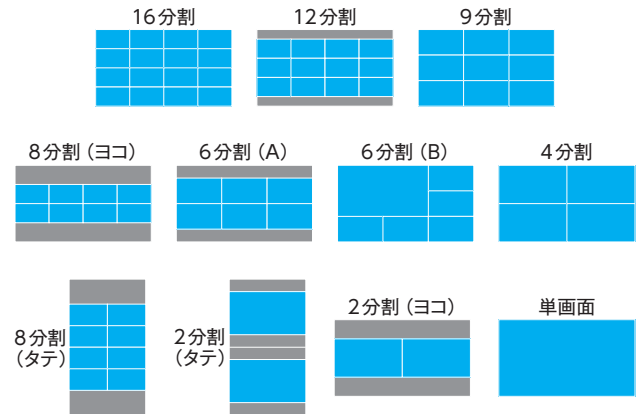 16分割
12分割
9分割
8分割（ヨコ）
6分割（A）
6分割（B）
4分割
8分割
（タテ）
2分割
（タテ）
2分割（ヨコ）
単画面